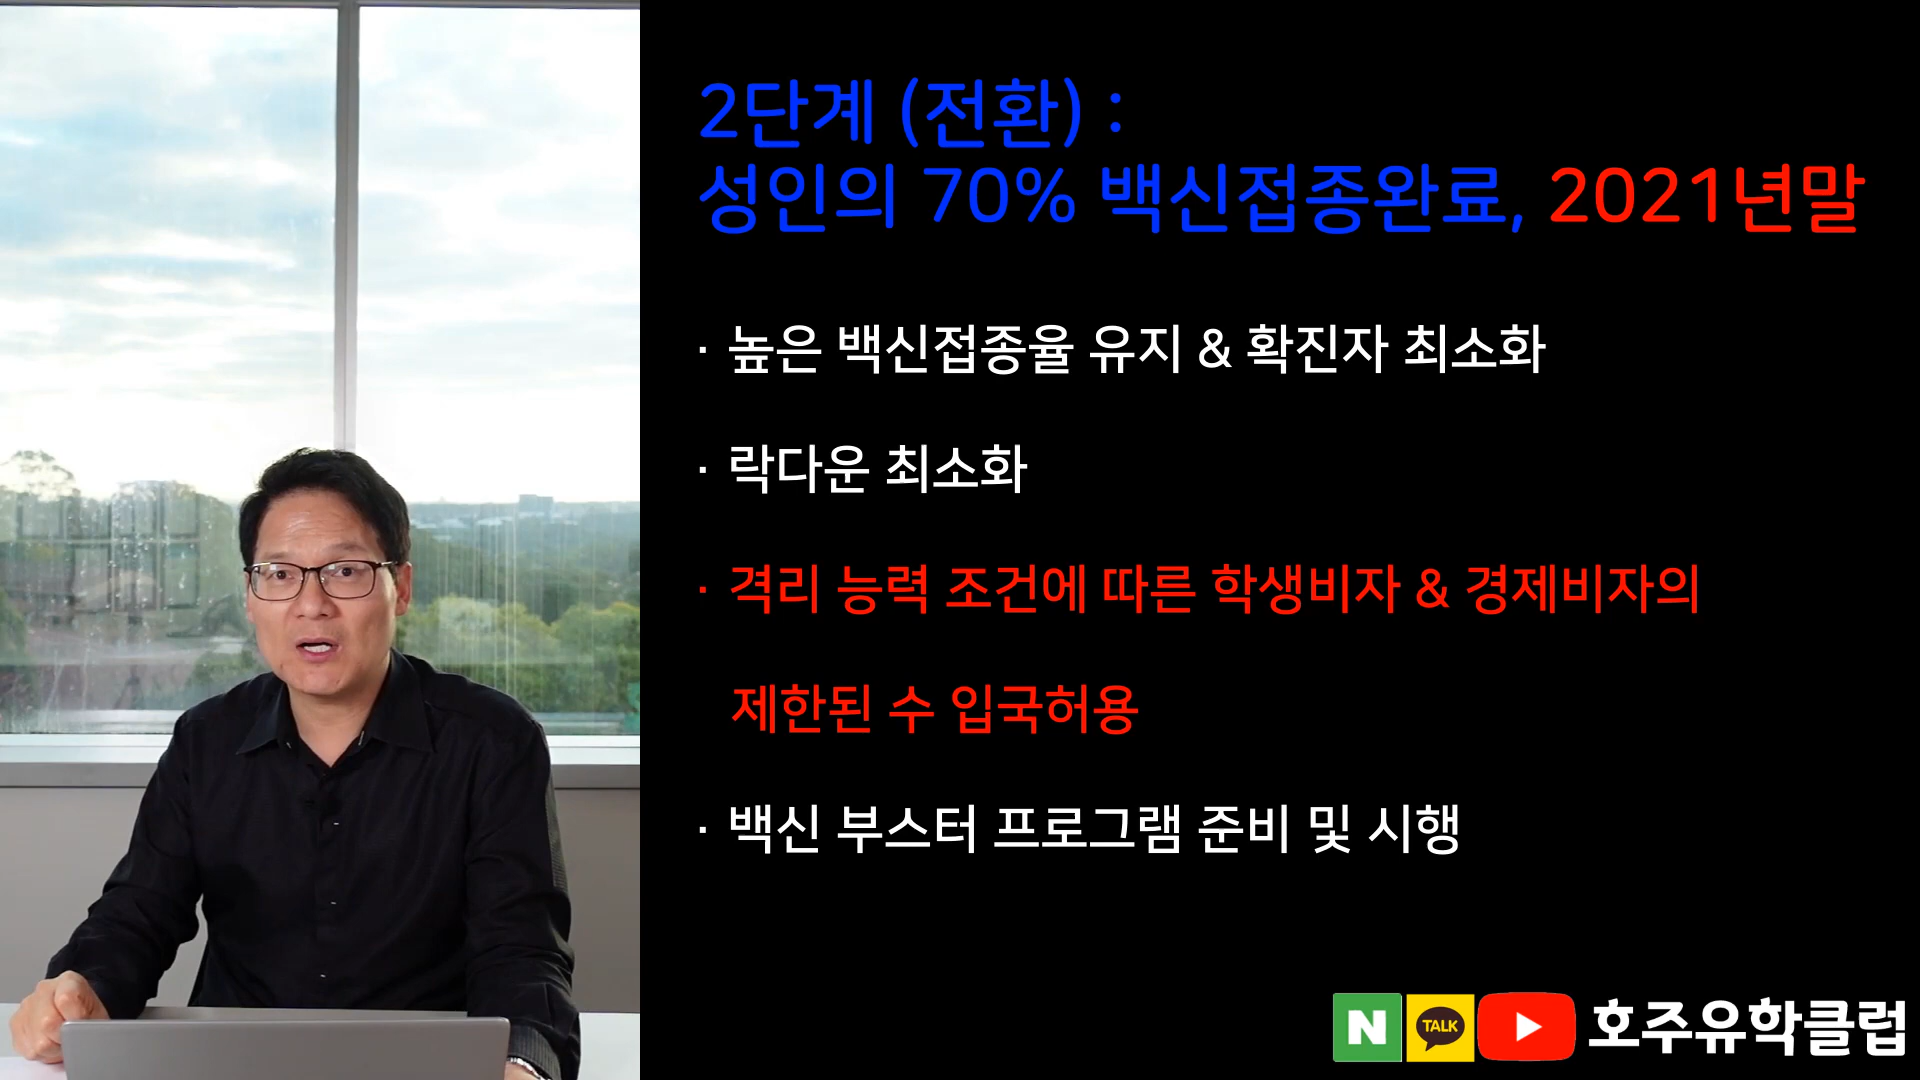 2단계 (전환) :
성인의 70% 백신접종완료, 2021년말
· 높은 백신접종율 유지 & 확진자 최소화
· 락다운 최소화
· 격리 능력 조건에 따른 학생비자 & 경제비자의
제한된 수 입국허용
· 백신 부스터 프로그램 준비 및 시행
N TALK 호주유학클럽